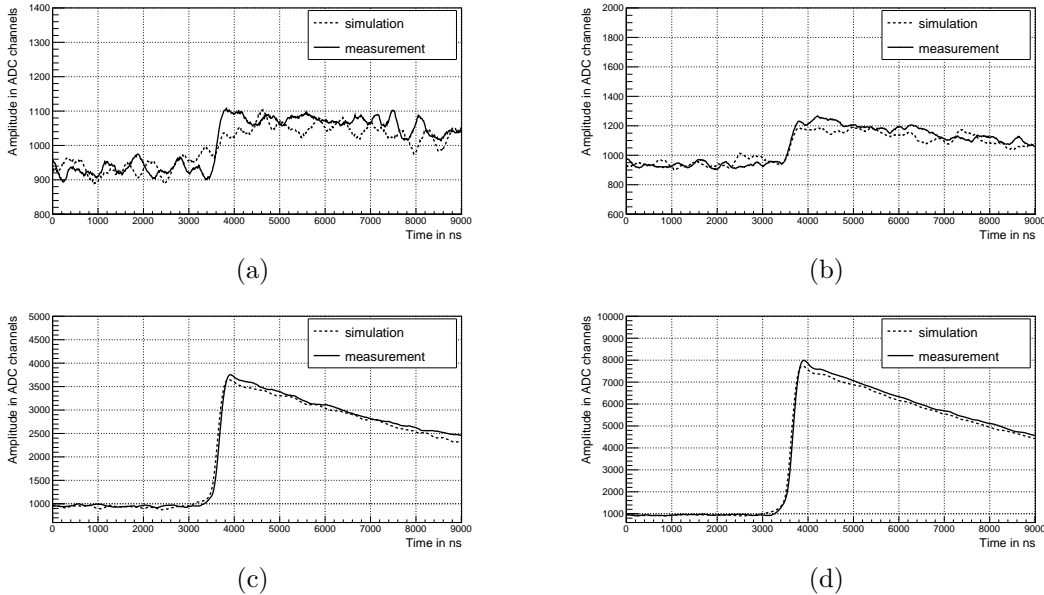 1400
1300
1200
1100
1000
900
800
0 1000 2000 3000 4000 5000 6000 7000 8000 9000
Amplitude in ADC channels
Time in ns
simulation
measurement
(a)
2000
1800
1600
1400
1200
1000
800
600
0 1000 2000 3000 4000 5000 6000 7000 8000 9000
Amplitude in ADC channels
Time in ns
simulation
measurement
(b)
5000
4500
4000
3500
3000
2500
2000
1500
1000
0 1000 2000 3000 4000 5000 6000 7000 8000 9000
Amplitude in ADC channels
Time in ns
simulation
measurement
(c)
10000
9000
8000
7000
6000
5000
4000
3000
2000
1000
0 1000 2000 3000 4000 5000 6000 7000 8000 9000
Amplitude in ADC channels
Time in ns
simulation
measurement
(d)